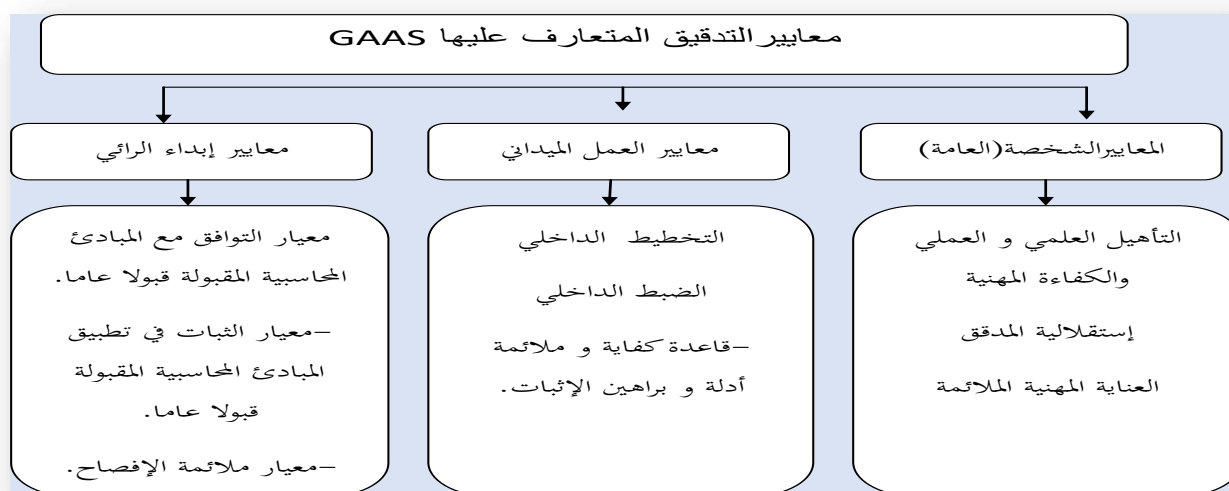 معايير التدقيق المتعارف عليها GAAS
المعاييرالشخصة(العامة)
معايير العمل الميداني
معايير إبداء الرائي
التأهيل العلمي و العملي
والكفاءة المهنية
إستقلالية المدقق
العناية المهنية الملائمة
التخطيط الداخلي
الضبط الداخلي
–قاعدة كفاية و ملائمة
أدلة و براهين الإثبات.
معيار التوافق مع المبادئ
المحاسبية المقبولة قبولا عاما.
–معيار الثبات في تطبيق
المبادئ المحاسبية المقبولة
قبولا عاما.
–معيار ملائمة الإفصاح.